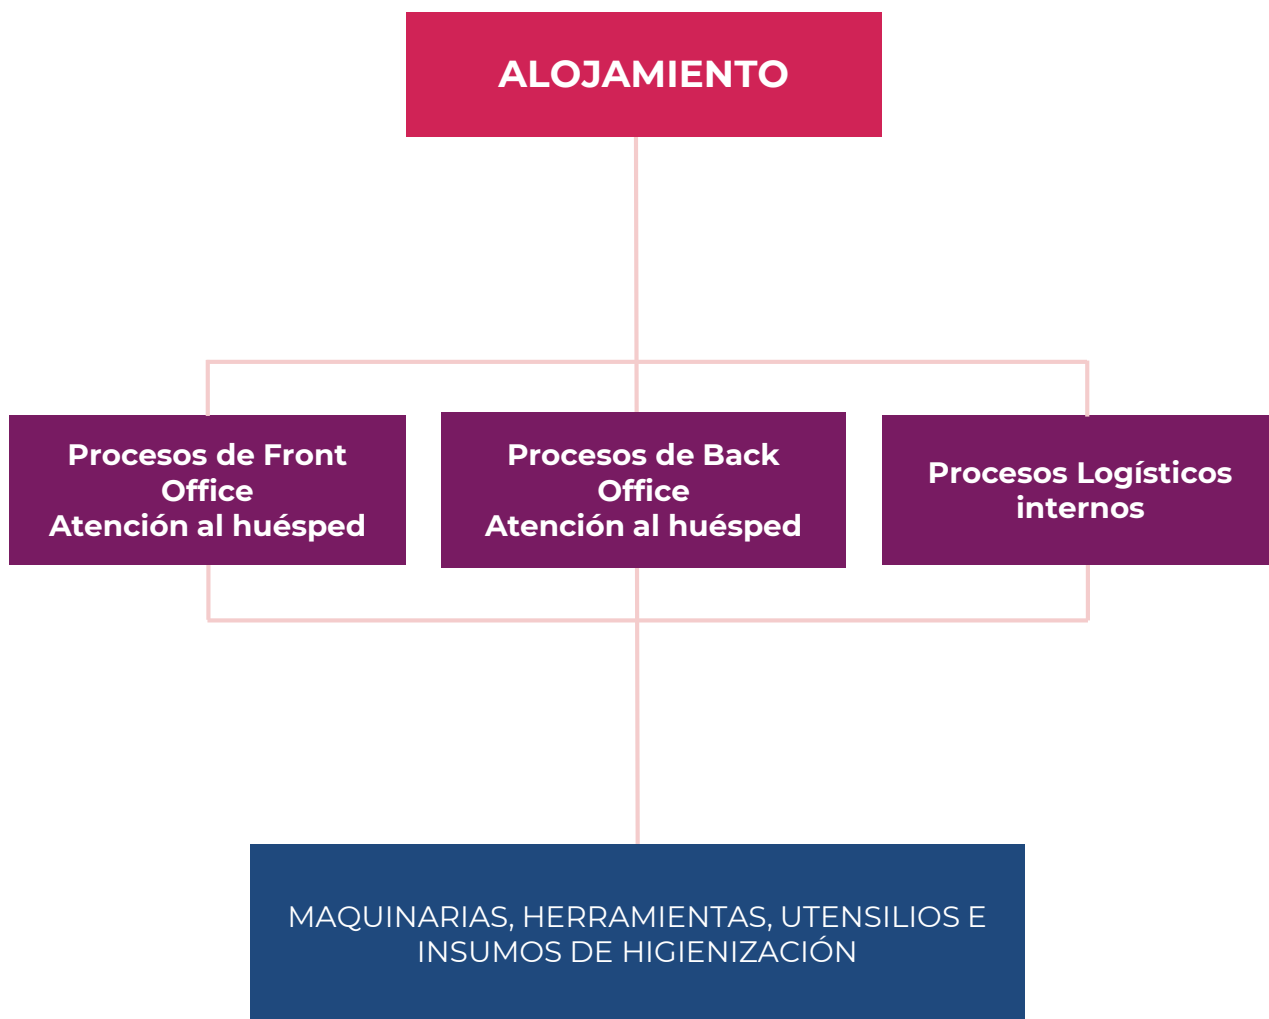 ALOJAMIENTO
Procesos de Front
Office
Atención al huésped
Procesos de Back
Office
Atención al huésped
Procesos Logísticos
internos
MAQUINARIAS, HERRAMIENTAS, UTENSILIOS E
INSUMOS DE HIGIENIZACIÓN